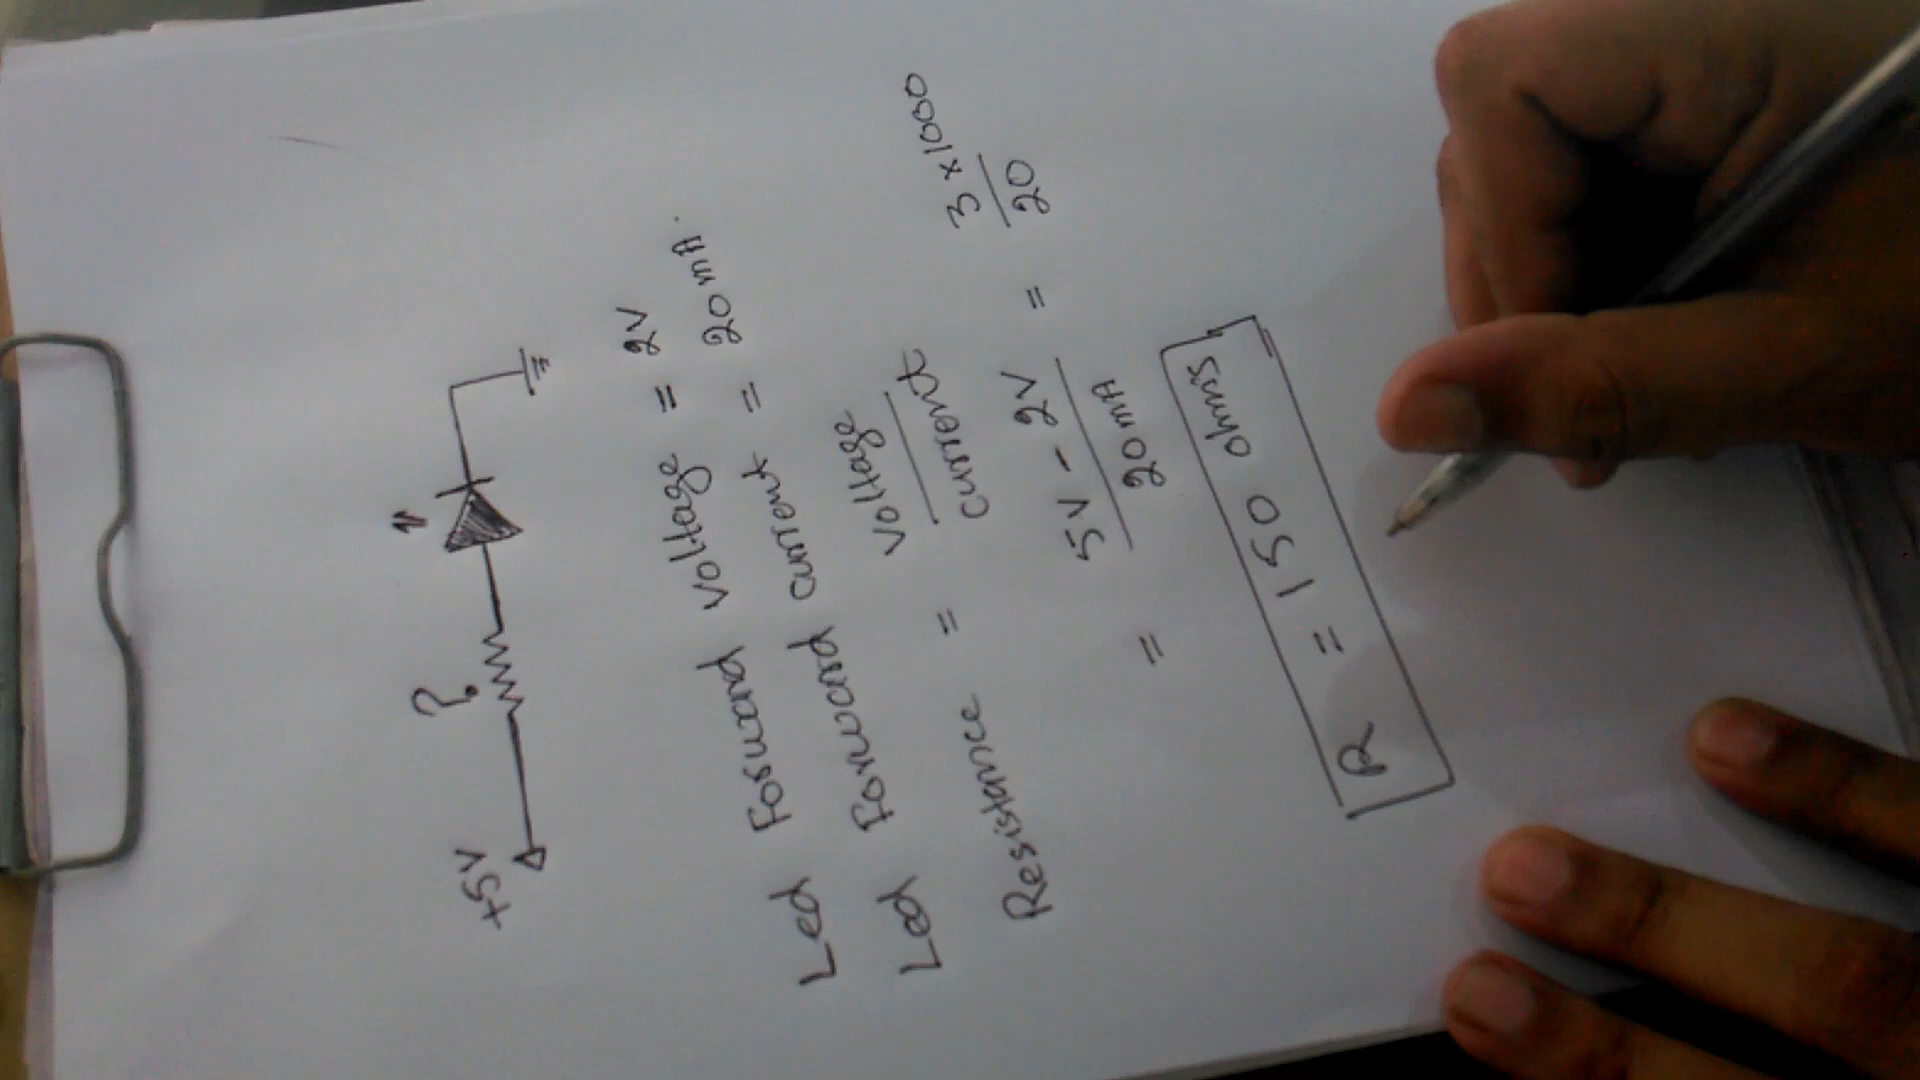 +5V
?
Led Forward voltage = 2V
Led Forward current = 20mA.
Resistance = voltage
current
= 5V - 2V = 3 x 1000
20mA 20
R = 150 ohms